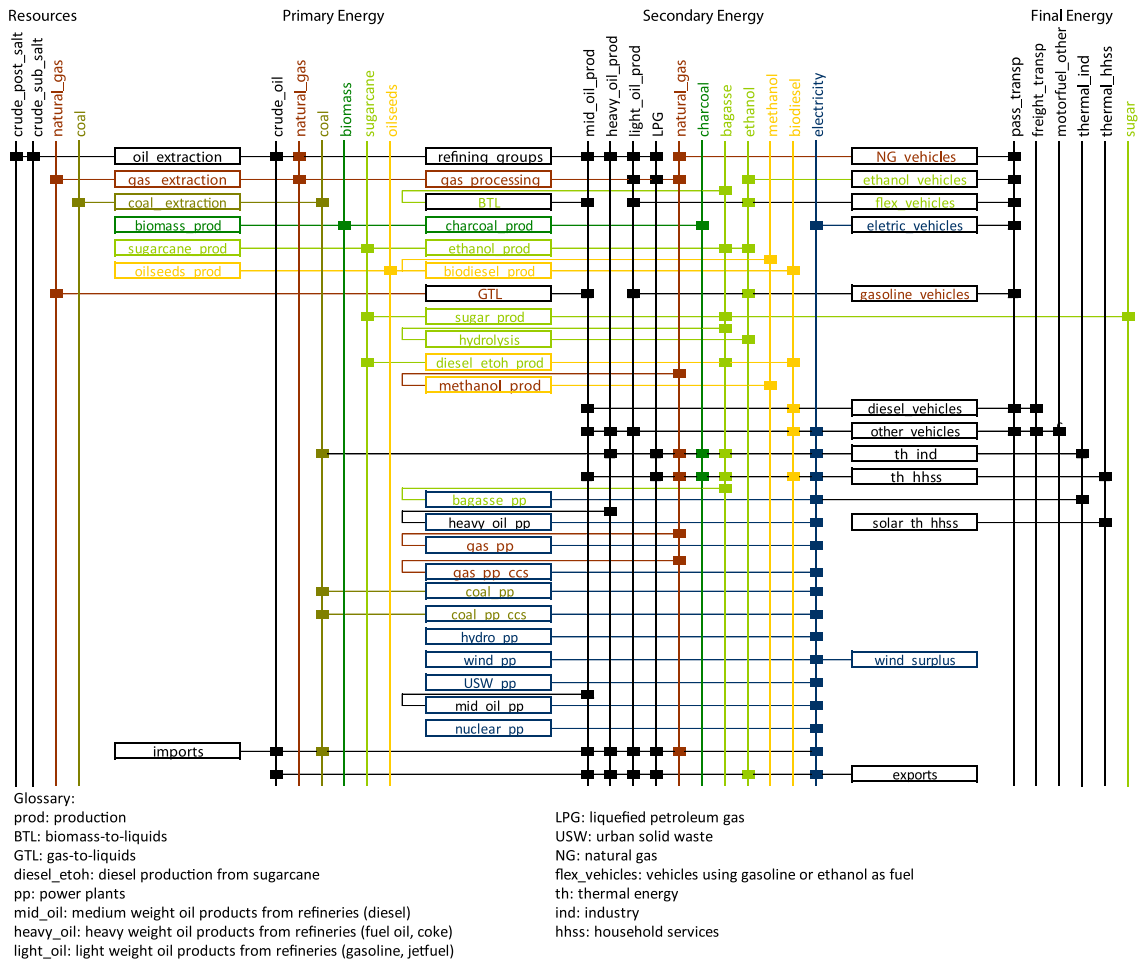 Resources Primary Energy Secondary Energy Final Energy
crude_post_salt
crude_sub_salt
natural_gas
coal
crude_oil
natural_gas
coal
biomass
sugarcane
oilseeds
mid_oil_prod
heavy_oil_prod
light_oil_prod
LPG
natural_gas
charcoal
bagasse
ethanol
methanol
biodiesel
electricity
pass_transp
freight_transp
motorfuel_other
thermal_ind
thermal_hhss
sugar
oil_extraction refining_groups NG_vehicles
gas_extraction gas_processing ethanol_vehicles
coal_extraction BTL flex_vehicles
biomass_prod charcoal_prod eletric_vehicles
sugarcane_prod ethanol_prod
oilseeds_prod biodiesel_prod
GTL gasoline_vehicles
sugar_prod
hydrolysis
diesel_etoh_prod
methanol_prod
diesel_vehicles
other_vehicles
th_ind
th_hhss
bagasse_pp
heavy_oil_pp solar_th_hhss
gas_pp
gas_pp_ccs
coal_pp
coal_pp_ccs
hydro_pp
wind_pp wind_surplus
USW_pp
mid_oil_pp
nuclear_pp
imports
exports
Glossary:
prod: production
BTL: biomass-to-liquids
GTL: gas-to-liquids
diesel_etoh: diesel production from sugarcane
pp: power plants
mid_oil: medium weight oil products from refineries (diesel)
heavy_oil: heavy weight oil products from refineries (fuel oil, coke)
light_oil: light weight oil products from refineries (gasoline, jetfuel)
LPG: liquefied petroleum gas
USW: urban solid waste
NG: natural gas
flex_vehicles: vehicles using gasoline or ethanol as fuel
th: thermal energy
ind: industry
hhss: household services